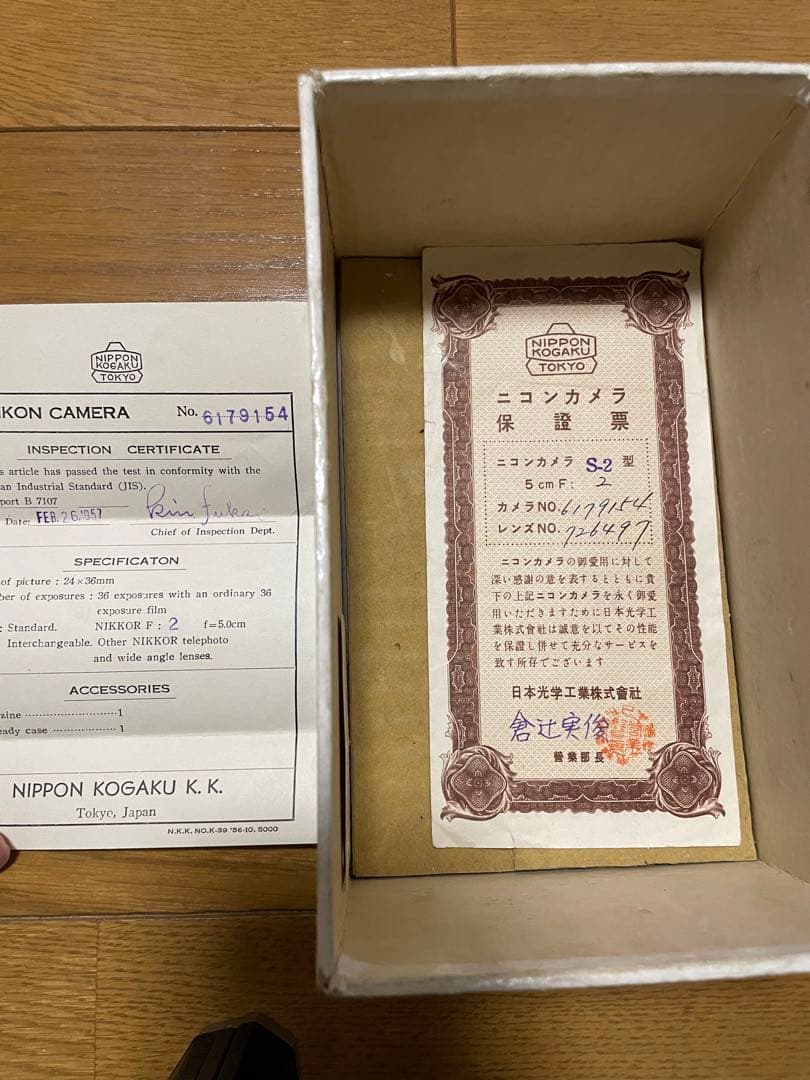 NIPPON
KOGAKU
TOKYO
KON CAMERA No. 6179154
INSPECTION CERTIFICATE
s article has passed the test in conformity with the
an Industrial Standard (JIS).
port B 7107
Date: FEB.26.1957
Chief of Inspection Dept.
SPECIFICATON
of picture : 24×36mm
ber of exposures : 36 exposures with an ordinary 36
exposure film
: Standard. NIKKOR F : 2 f=5.0cm
Interchangeable. Other NIKKOR telephoto
and wide angle lenses.
ACCESSORIES
zine ························1
eady case ·················1
NIPPON KOGAKU K. K.
Tokyo, Japan
N.K.K. NO.K-39 '56-10. 5000
NIPPON
KOGAKU
TOKYO
ニコンカメラ
保證票
ニコンカメラ S-2 型
5cmF: 2
カメラNO. 6179154
レンズNO. 726497
ニコンカメラの御愛用に対して
深い感謝の意を表するとともに貴
下の上記ニコンカメラを永く御愛
用いただきますために日本光学工
業株式會社は誠意を以てその性能
を保證し併せて充分なサービスを
致す所存でございます
日本光学工業株式會社
倉辻実俊
營業部長